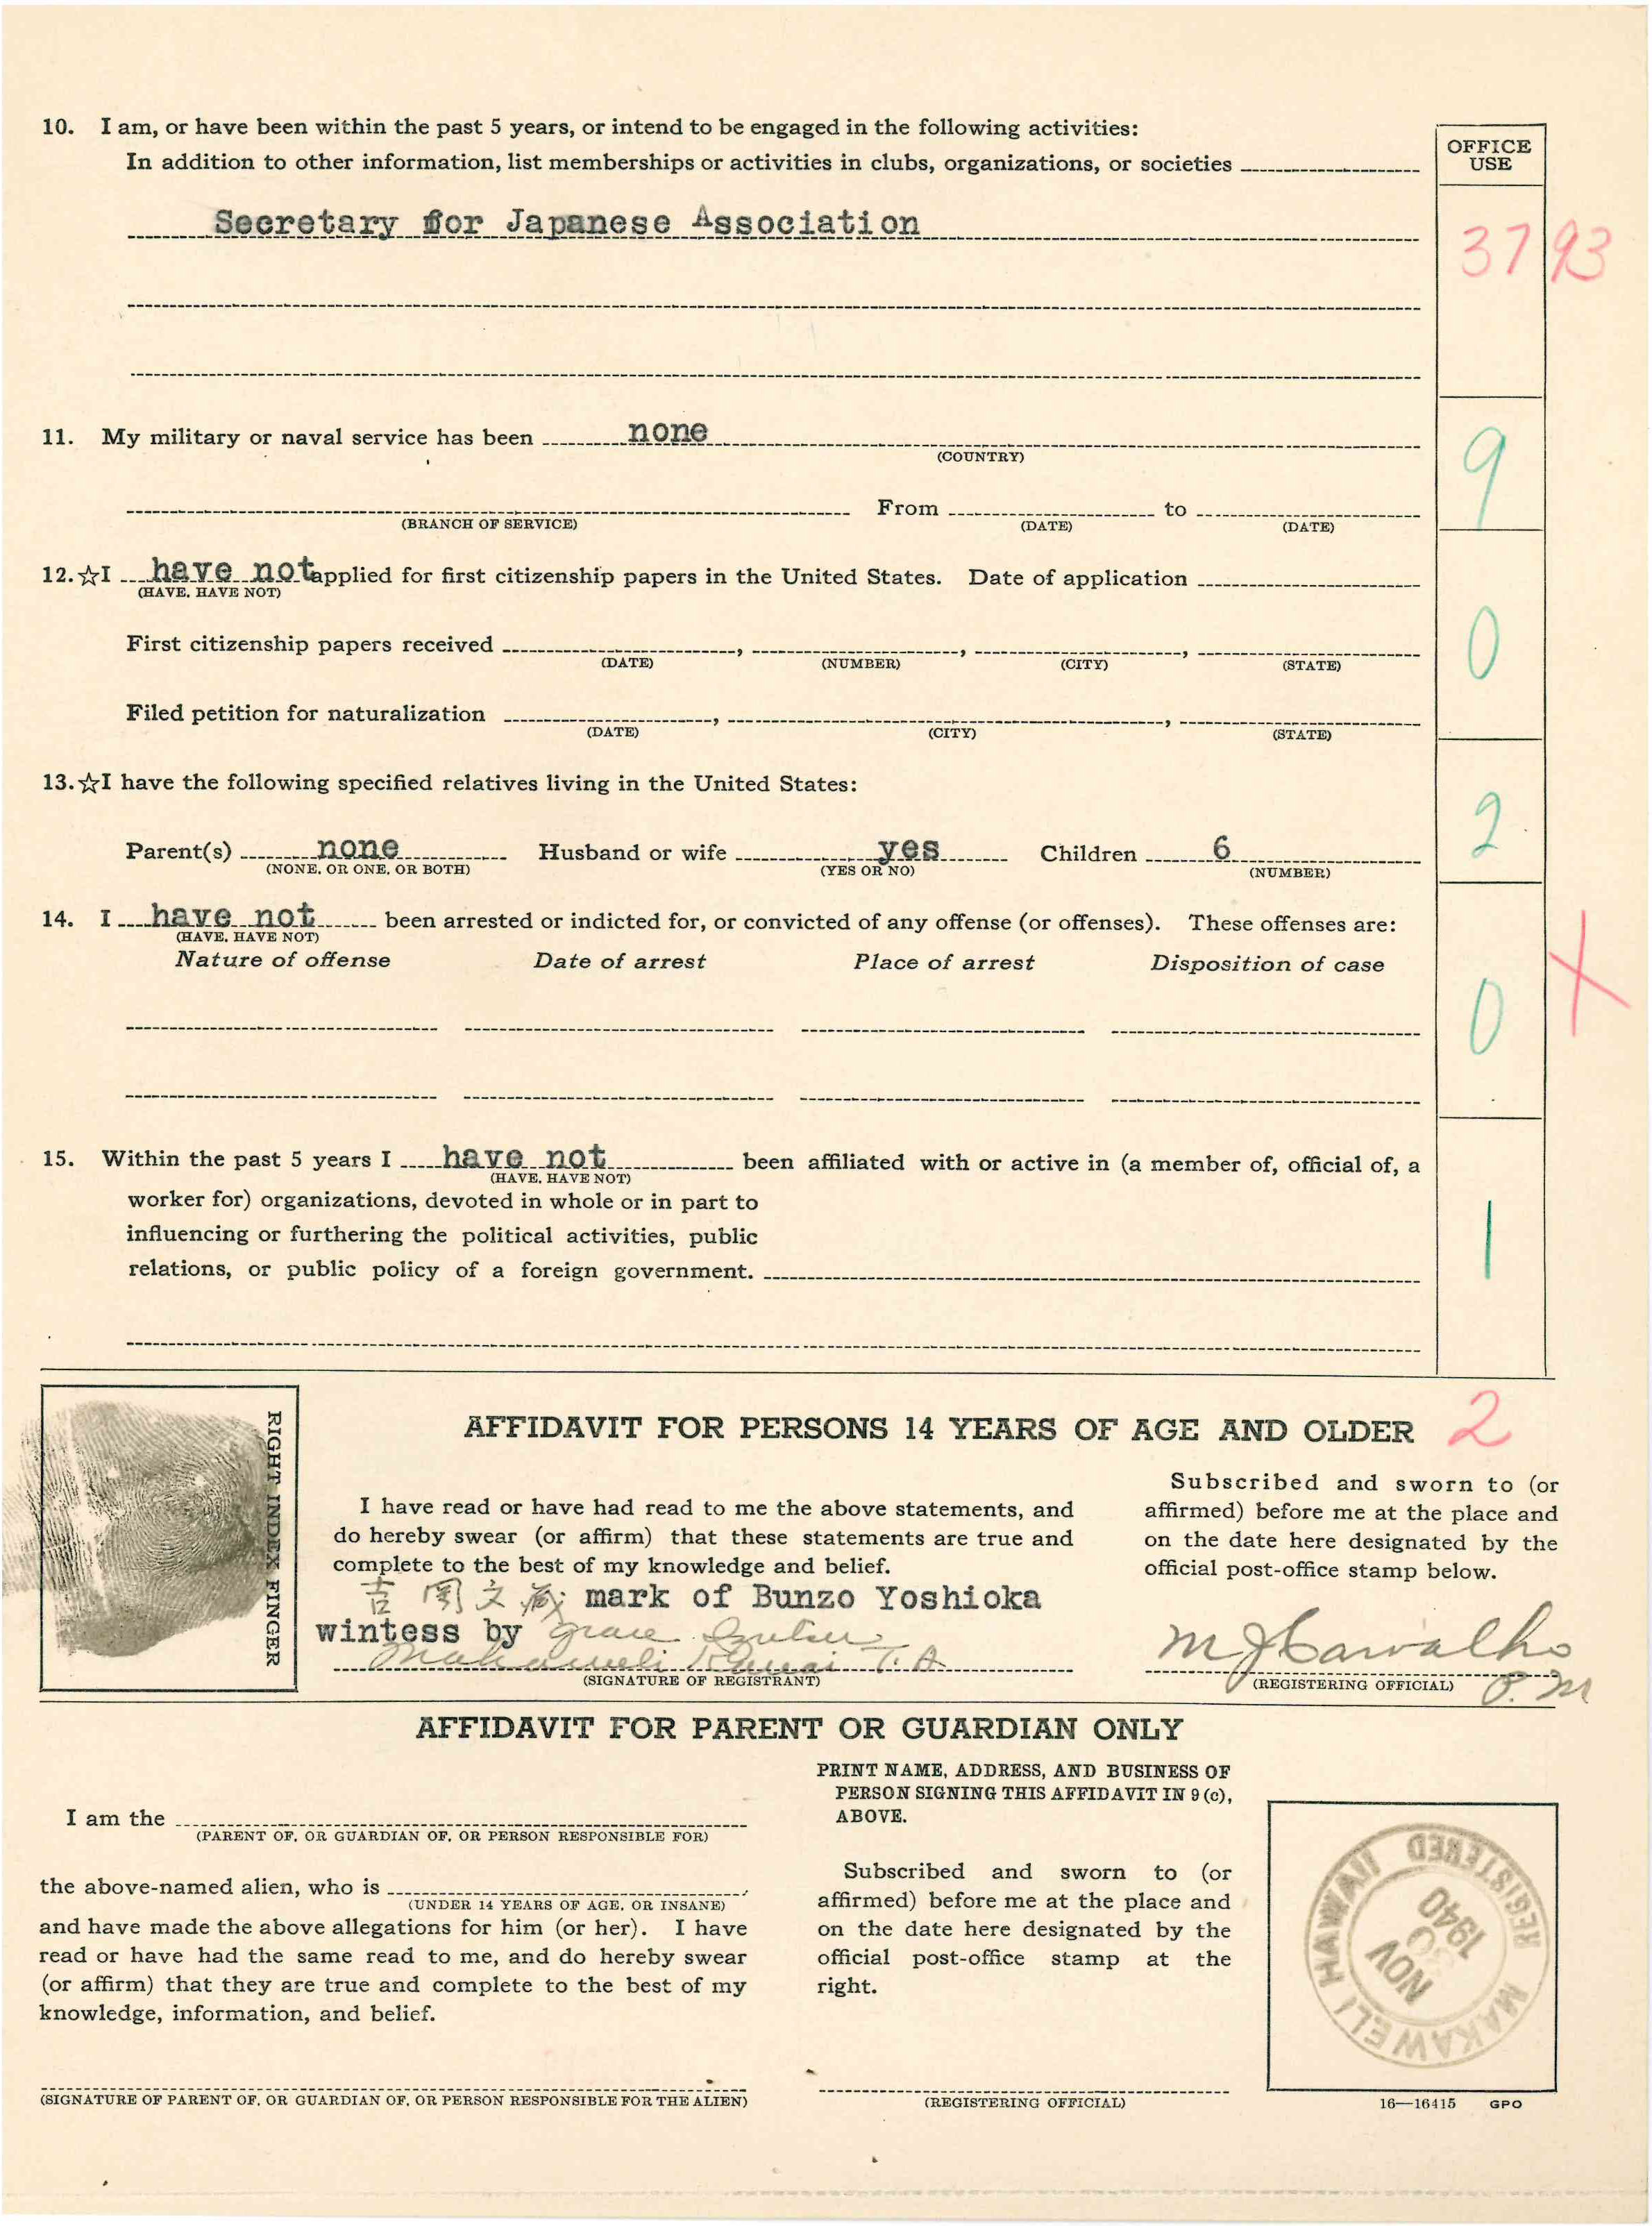 10. I am, or have been within the past 5 years, or intend to be engaged in the following activities:
In addition to other information, list memberships or activities in clubs, organizations, or societies
OFFICE
USE
Secretary for Japanese Association
37 93
11. My military or naval service has been none
(COUNTRY)
9
From to
(BRANCH OF SERVICE) (DATE) (DATE)
12. ☆I have not applied for first citizenship papers in the United States. Date of application
(HAVE, HAVE NOT)
First citizenship papers received , , ,
(DATE) (NUMBER) (CITY) (STATE)
0
Filed petition for naturalization , ,
(DATE) (CITY) (STATE)
13. ☆I have the following specified relatives living in the United States:
2
Parent(s) none Husband or wife yes Children 6
(NONE, OR ONE, OR BOTH) (YES OR NO) (NUMBER)
14. I have not been arrested or indicted for, or convicted of any offense (or offenses). These offenses are:
(HAVE, HAVE NOT)
Nature of offense Date of arrest Place of arrest Disposition of case
0 X
15. Within the past 5 years I have not been affiliated with or active in (a member of, official of, a
(HAVE, HAVE NOT)
worker for) organizations, devoted in whole or in part to
influencing or furthering the political activities, public
relations, or public policy of a foreign government.
1
RIGHT INDEX FINGER
AFFIDAVIT FOR PERSONS 14 YEARS OF AGE AND OLDER 2
I have read or have had read to me the above statements, and
do hereby swear (or affirm) that these statements are true and
complete to the best of my knowledge and belief.
吉 岡 文 蔵 mark of Bunzo Yoshioka
wintess by Grace
Makaweli Kauai T. H.
(SIGNATURE OF REGISTRANT)
Subscribed and sworn to (or
affirmed) before me at the place and
on the date here designated by the
official post-office stamp below.
M J Carvalho
P. M
(REGISTERING OFFICIAL)
AFFIDAVIT FOR PARENT OR GUARDIAN ONLY
I am the
(PARENT OF, OR GUARDIAN OF, OR PERSON RESPONSIBLE FOR)
the above-named alien, who is
(UNDER 14 YEARS OF AGE, OR INSANE)
and have made the above allegations for him (or her). I have
read or have had the same read to me, and do hereby swear
(or affirm) that they are true and complete to the best of my
knowledge, information, and belief.
(SIGNATURE OF PARENT OF, OR GUARDIAN OF, OR PERSON RESPONSIBLE FOR THE ALIEN)
PRINT NAME, ADDRESS, AND BUSINESS OF
PERSON SIGNING THIS AFFIDAVIT IN 9 (c),
ABOVE.
Subscribed and sworn to (or
affirmed) before me at the place and
on the date here designated by the
official post-office stamp at the
right.
(REGISTERING OFFICIAL)
REGISTERED
MAKAWELI HAWAII
NOV
1940
16—16415 GPO